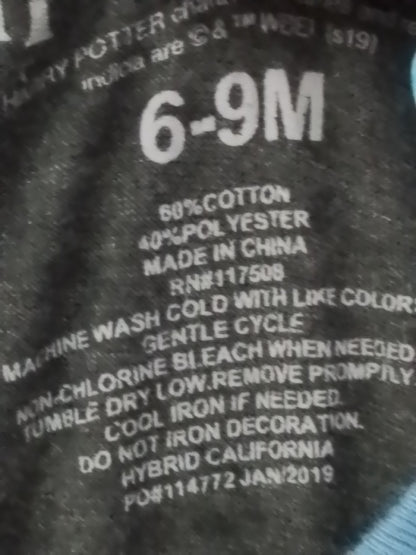 HARRY POTTER
indicia are © & ™ WBEI (s19)
6-9M
60%COTTON
40%POLYESTER
MADE IN CHINA
RN#117508
MACHINE WASH COLD WITH LIKE COLOR
GENTLE CYCLE
NON-CHLORINE BLEACH WHEN NEEDED
TUMBLE DRY LOW.REMOVE PROMPTLY
COOL IRON IF NEEDED.
DO NOT IRON DECORATION.
HYBRID CALIFORNIA
PO#114772 JAN/2019